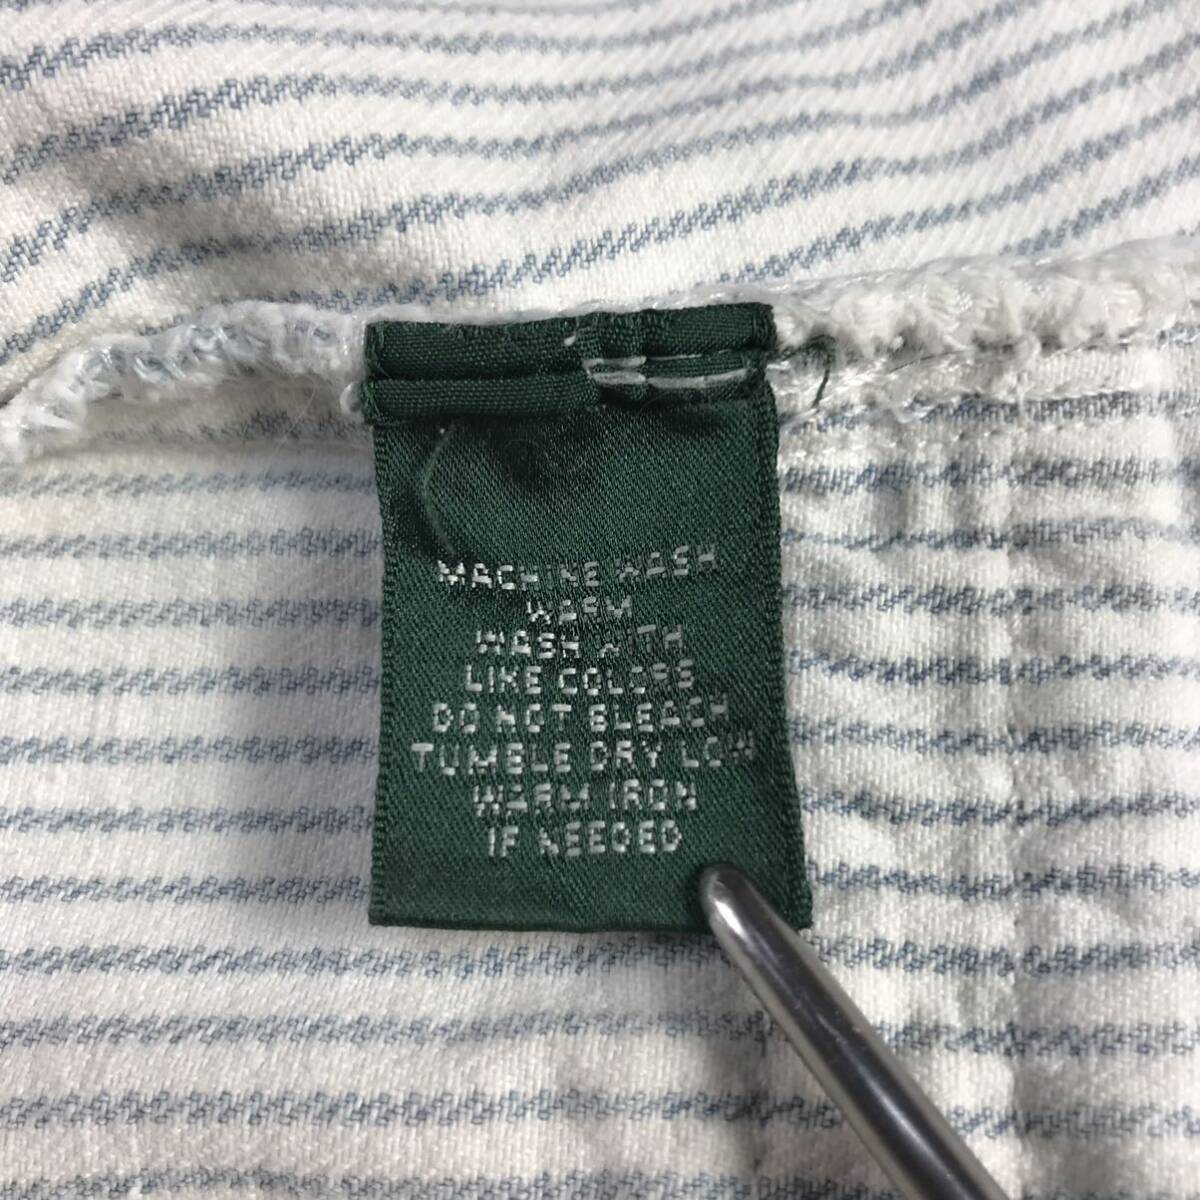 MACHINE WASH
WARM
WASH WITH
LIKE COLORS
DO NOT BLEACH
TUMBLE DRY LOW
WARM IRON
IF NEEDED